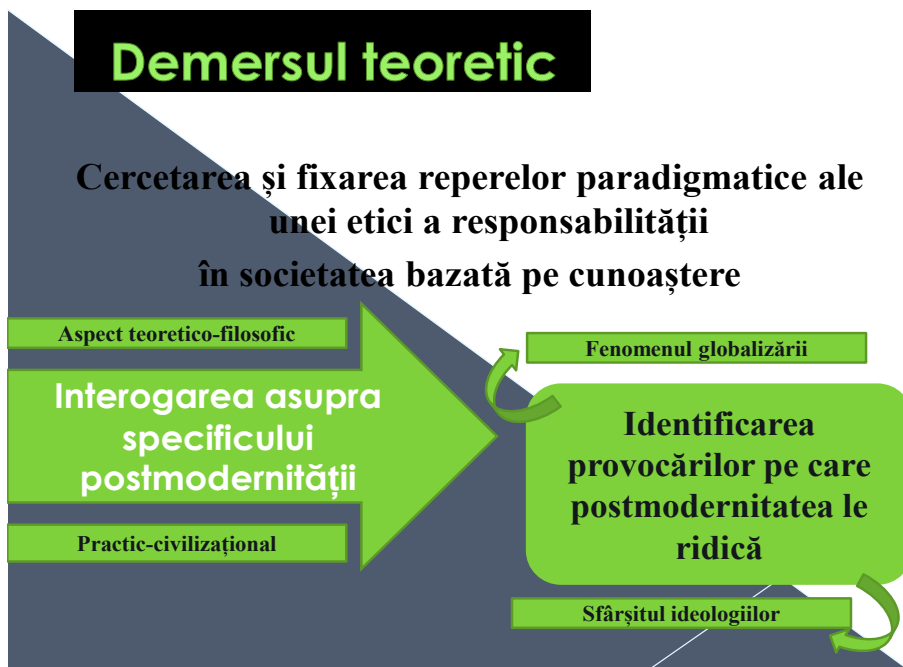 Demersul teoretic
Cercetarea și fixarea reperelor paradigmatice ale
unei etici a responsabilității
în societatea bazată pe cunoaștere
Aspect teoretico-filosofic
Interogarea asupra
specificului
postmodernității
Practic-civilizațional
Fenomenul globalizării
Identificarea
provocărilor pe care
postmodernitatea le
ridică
Sfârșitul ideologiilor